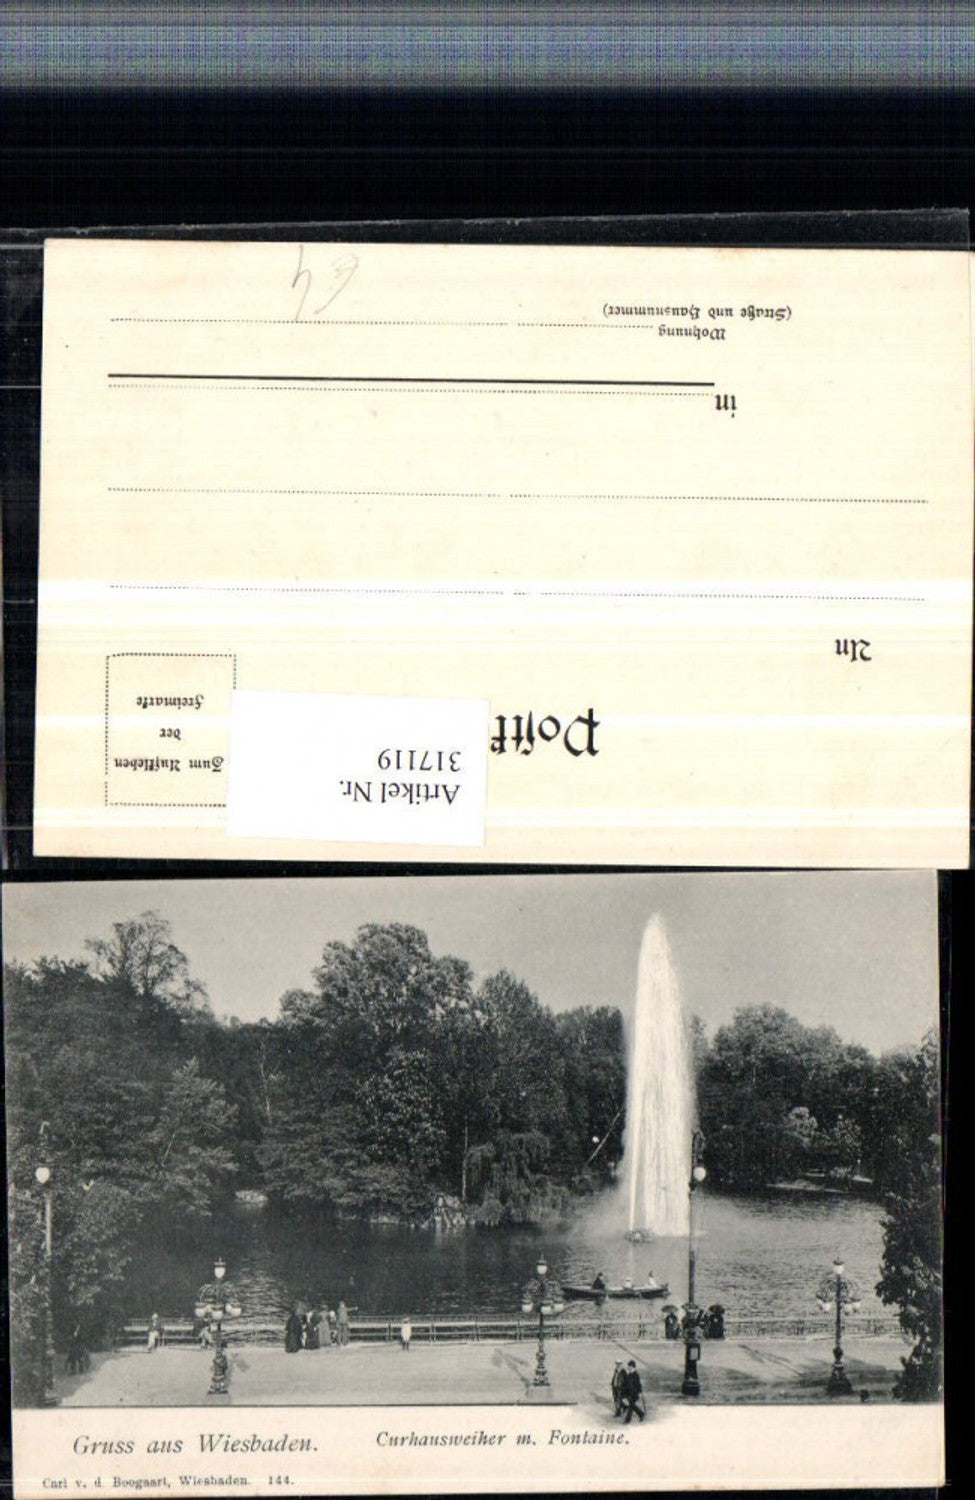 (Straße und Hausnummer)
Wohnung
in
An
Postk
Zum Aufkleben
der
Freimarke
Artikel Nr.
317119
Gruss aus Wiesbaden.
Curhausweiher m. Fontaine.
Carl v. d. Boogaart, Wiesbaden. 144.